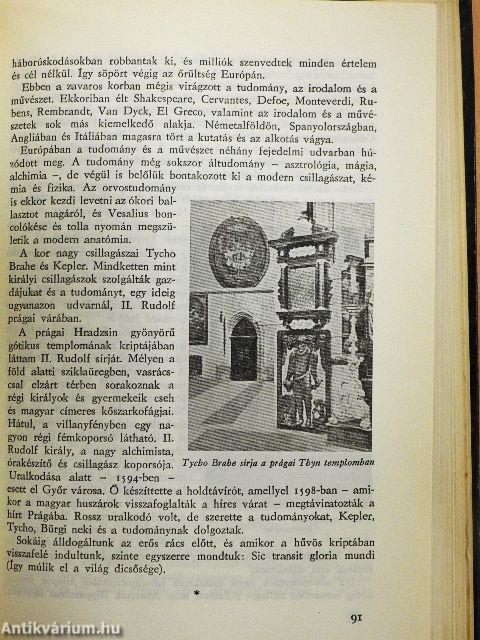 háborúskodásokban robbantak ki, és milliók szenvedtek minden értelem
és cél nélkül. Így söpört végig az őrültség Európán.
Ebben a zavaros korban mégis virágzott a tudomány, az irodalom és a
művészet. Ekkoriban élt Shakespeare, Cervantes, Defoe, Monteverdi, Ru-
bens, Rembrandt, Van Dyck, El Greco, valamint az irodalom és a művé-
szetek sok más kiemelkedő alakja. Németalföldön, Spanyolországban,
Angliában és Itáliában magasra tört a kutatás és az alkotás vágya.
Európában a tudomány és a művészet néhány fejedelmi udvarban hú-
zódott meg. A tudomány még sokszor áltudomány – asztrológia, mágia,
alchimia –, de végül is belőlük bontakozott ki a modern csillagászat, ké-
mia és fizika. Az orvostudomány
is ekkor kezdi levetni az ókori bal-
lasztot magáról, és Vesalius bon-
colókése és tolla nyomán megszü-
letik a modern anatómia.
A kor nagy csillagászai Tycho
Brahe és Kepler. Mindketten mint
királyi csillagászok szolgálták gaz-
dájukat és a tudományt, egy ideig
ugyanazon udvarnál, II. Rudolf
prágai várában.
A prágai Hradzsin gyönyörű
gótikus templomának kriptájában
láttam II. Rudolf sírját. Mélyen a
föld alatti sziklaüregben, vasrács-
csal elzárt térben sorakoznak a
régi királyok és gyermekeik cseh
és magyar címeres kőszarkofágjai.
Hátul, a villanyfényben egy na-
gyon régi fémkoporsó látható. II.
Rudolf király, a nagy alchimista,
órakészítő és csillagász koporsója.
Uralkodása alatt – 1594-ben –
Tycho Brahe sírja a prágai Thyn templomban
esett el Győr városa. Ő készíttette a holdtávírót, amellyel 1598-ban – ami-
kor a magyar huszárok visszafoglalták a híres várat – megtáviratozták a
hírt Prágába. Rossz uralkodó volt, de szerette a tudományokat, Kepler,
Tycho, Bürgi neki és a tudománynak dolgoztak.
Sokáig álldogáltunk az erős rács előtt, és amikor a hűvös kriptában
visszafelé indultunk, szinte egyszerre mondtuk: Sic transit gloria mundi
(Így múlik el a világ dicsősége).
*
91
Antikvárium.hu